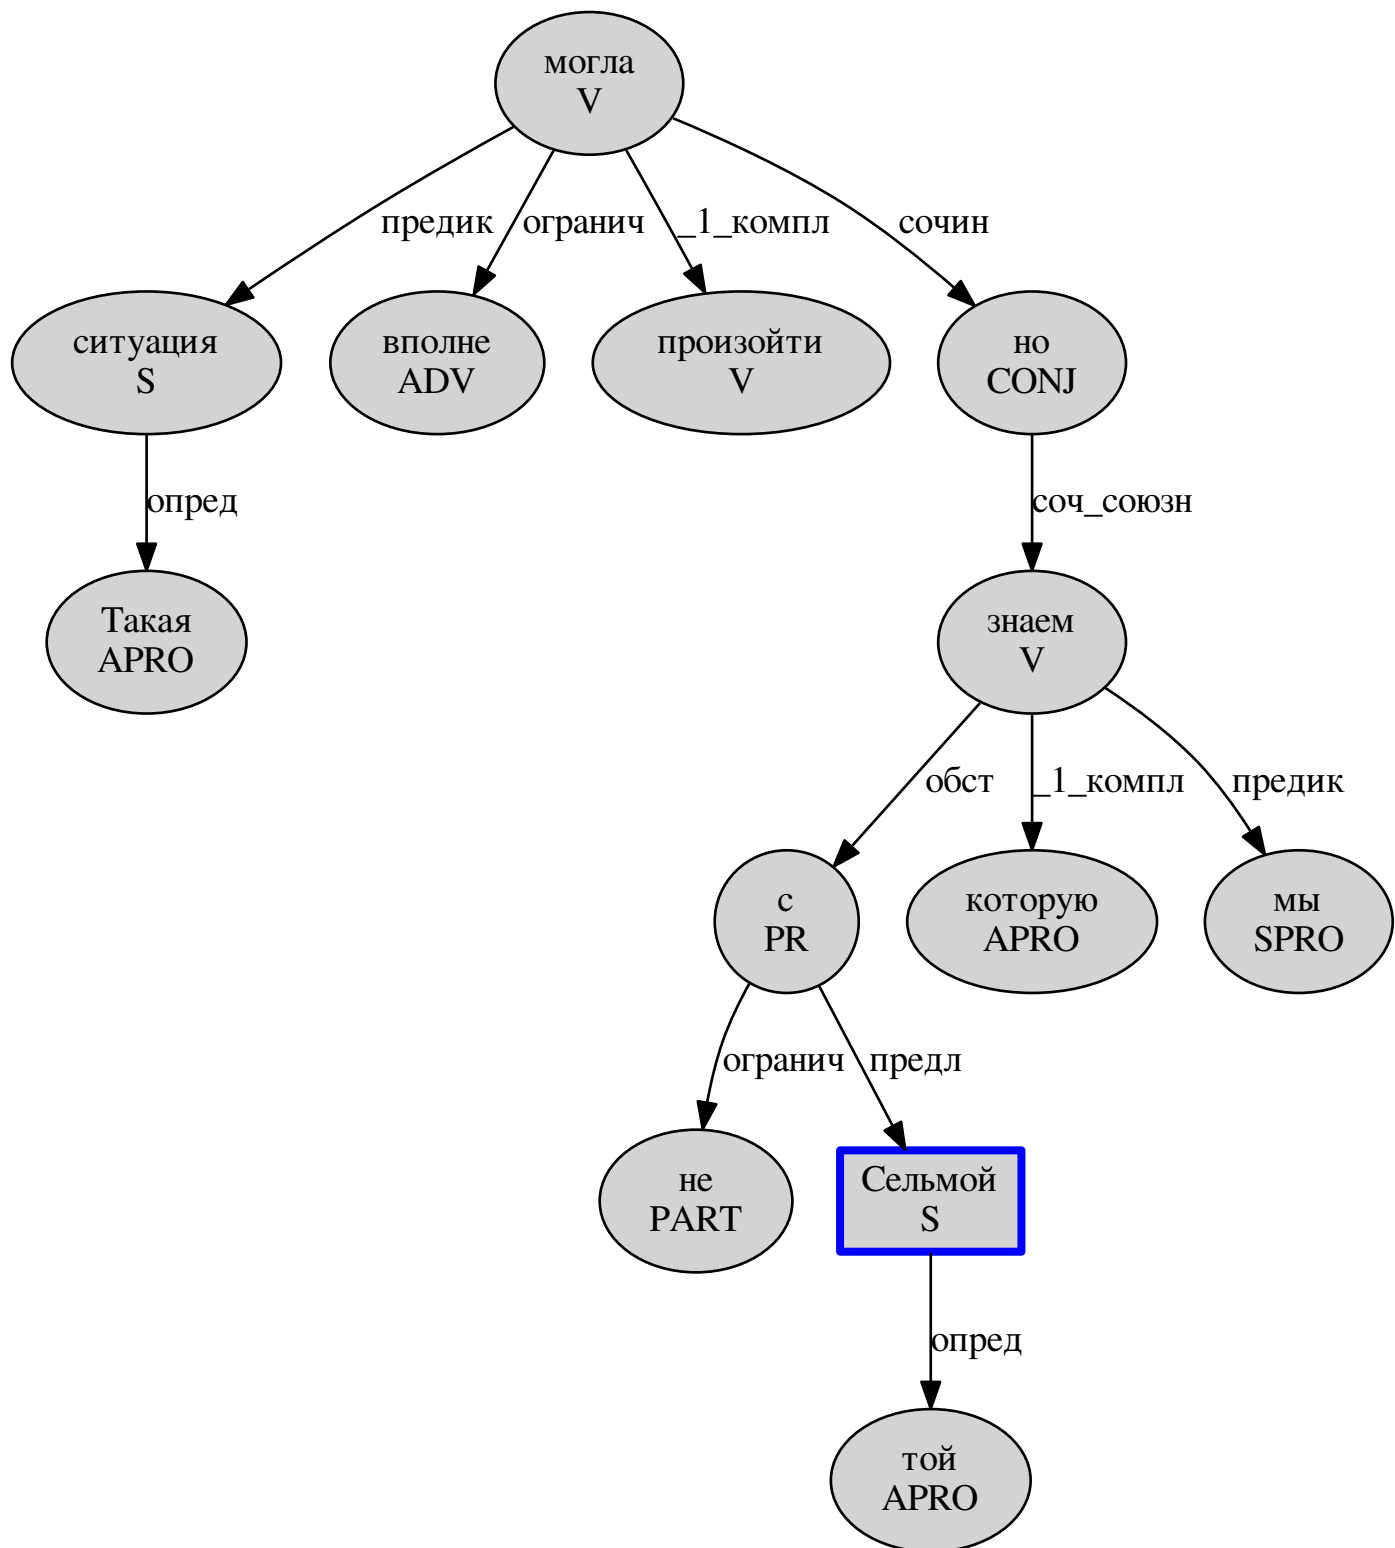 могла
V
предик
огранич
_1_компл
сочин
ситуация
S
вполне
ADV
произойти
V
но
CONJ
опред
соч_союзн
Такая
APRO
знаем
V
обст
_1_компл
предик
с
PR
которую
APRO
мы
SPRO
огранич
предл
не
PART
Сельмой
S
опред
той
APRO